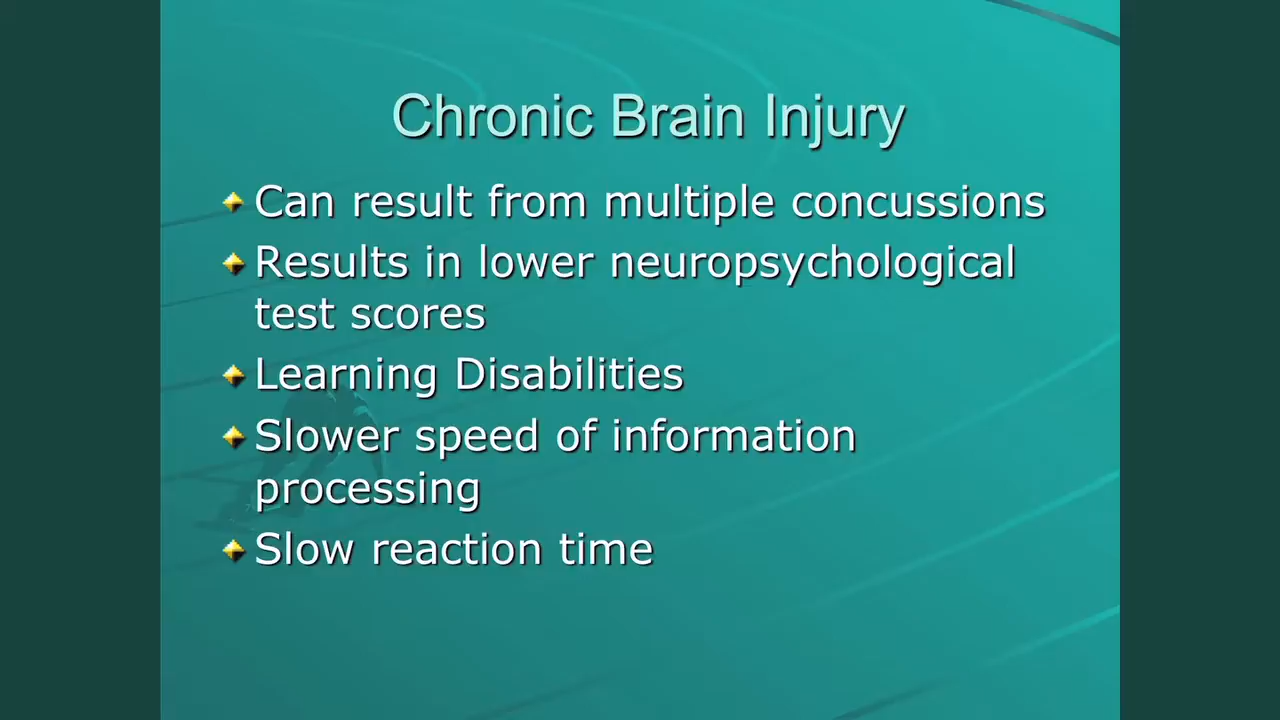 Chronic Brain Injury
Can result from multiple concussions
Results in lower neuropsychological
test scores
Learning Disabilities
Slower speed of information
processing
Slow reaction time